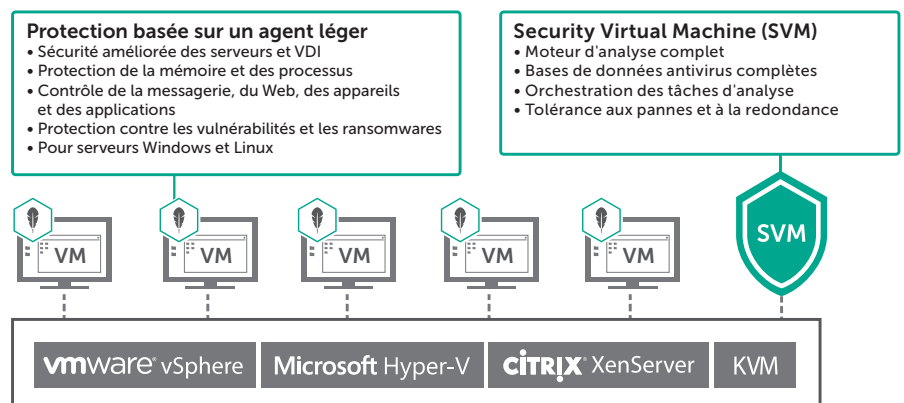 Protection basée sur un agent léger
• Sécurité améliorée des serveurs et VDI
• Protection de la mémoire et des processus
• Contrôle de la messagerie, du Web, des appareils
et des applications
• Protection contre les vulnérabilités et les ransomwares
• Pour serveurs Windows et Linux
Security Virtual Machine (SVM)
• Moteur d'analyse complet
• Bases de données antivirus complètes
• Orchestration des tâches d'analyse
• Tolérance aux pannes et à la redondance
VM
VM
VM
VM
VM
SVM
vmware® vSphere
Microsoft Hyper-V
CITRIX® XenServer
KVM